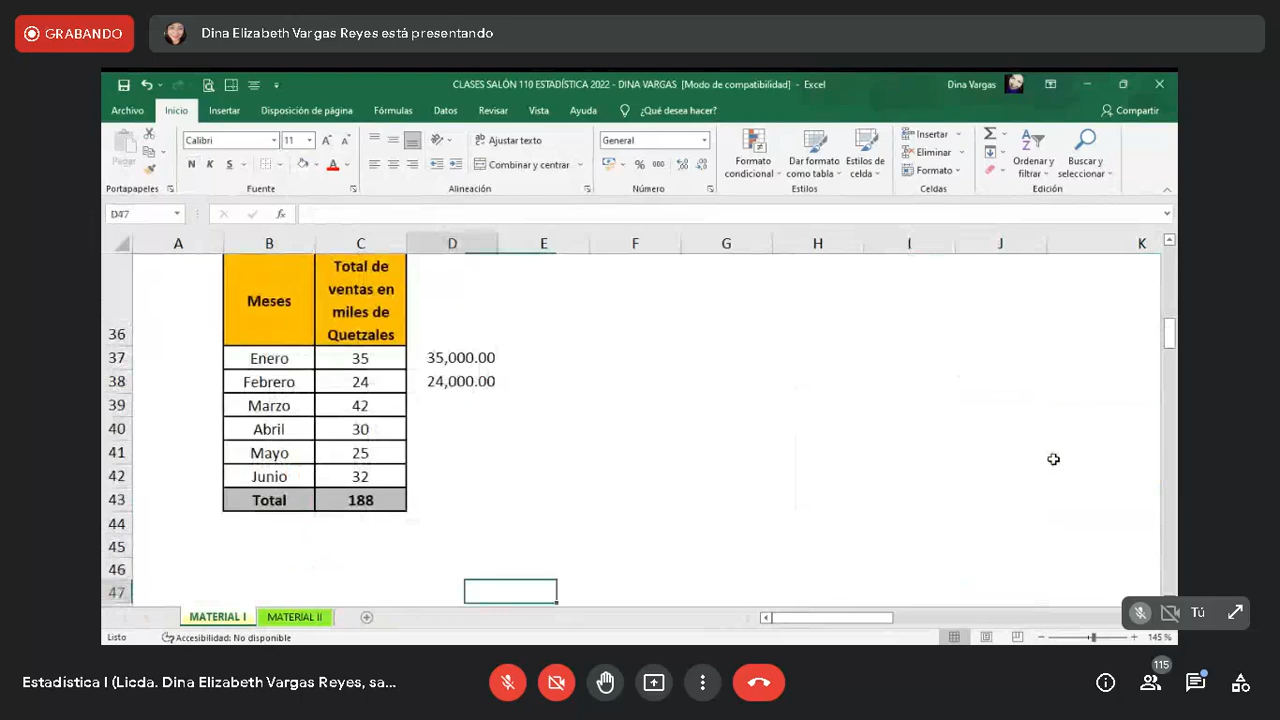 GRABANDO
Dina Elizabeth Vargas Reyes está presentando
CLASES SALÓN 110 ESTADÍSTICA 2022 - DINA VARGAS [Modo de compatibilidad] - Excel
Dina Vargas
Archivo Inicio Insertar Disposición de página Fórmulas Datos Revisar Vista Ayuda ¿Qué desea hacer? Compartir
Pegar
Calibri 11
N K S
Ajustar texto
Combinar y centrar
General
% 000
Formato condicional
Dar formato como tabla
Estilos de celda
Insertar
Eliminar
Formato
Ordenar y filtrar
Buscar y seleccionar
Portapapeles Fuente Alineación Número Estilos Celdas Edición
D47 fx
A B C D E F G H I J K
36 Meses Total de ventas en miles de Quetzales
37 Enero 35 35,000.00
38 Febrero 24 24,000.00
39 Marzo 42
40 Abril 30
41 Mayo 25
42 Junio 32
43 Total 188
44
45
46
47
MATERIAL I MATERIAL II
Listo Accesibilidad: No disponible 145 %
Tú
Estadística I (Licda. Dina Elizabeth Vargas Reyes, sa...
115